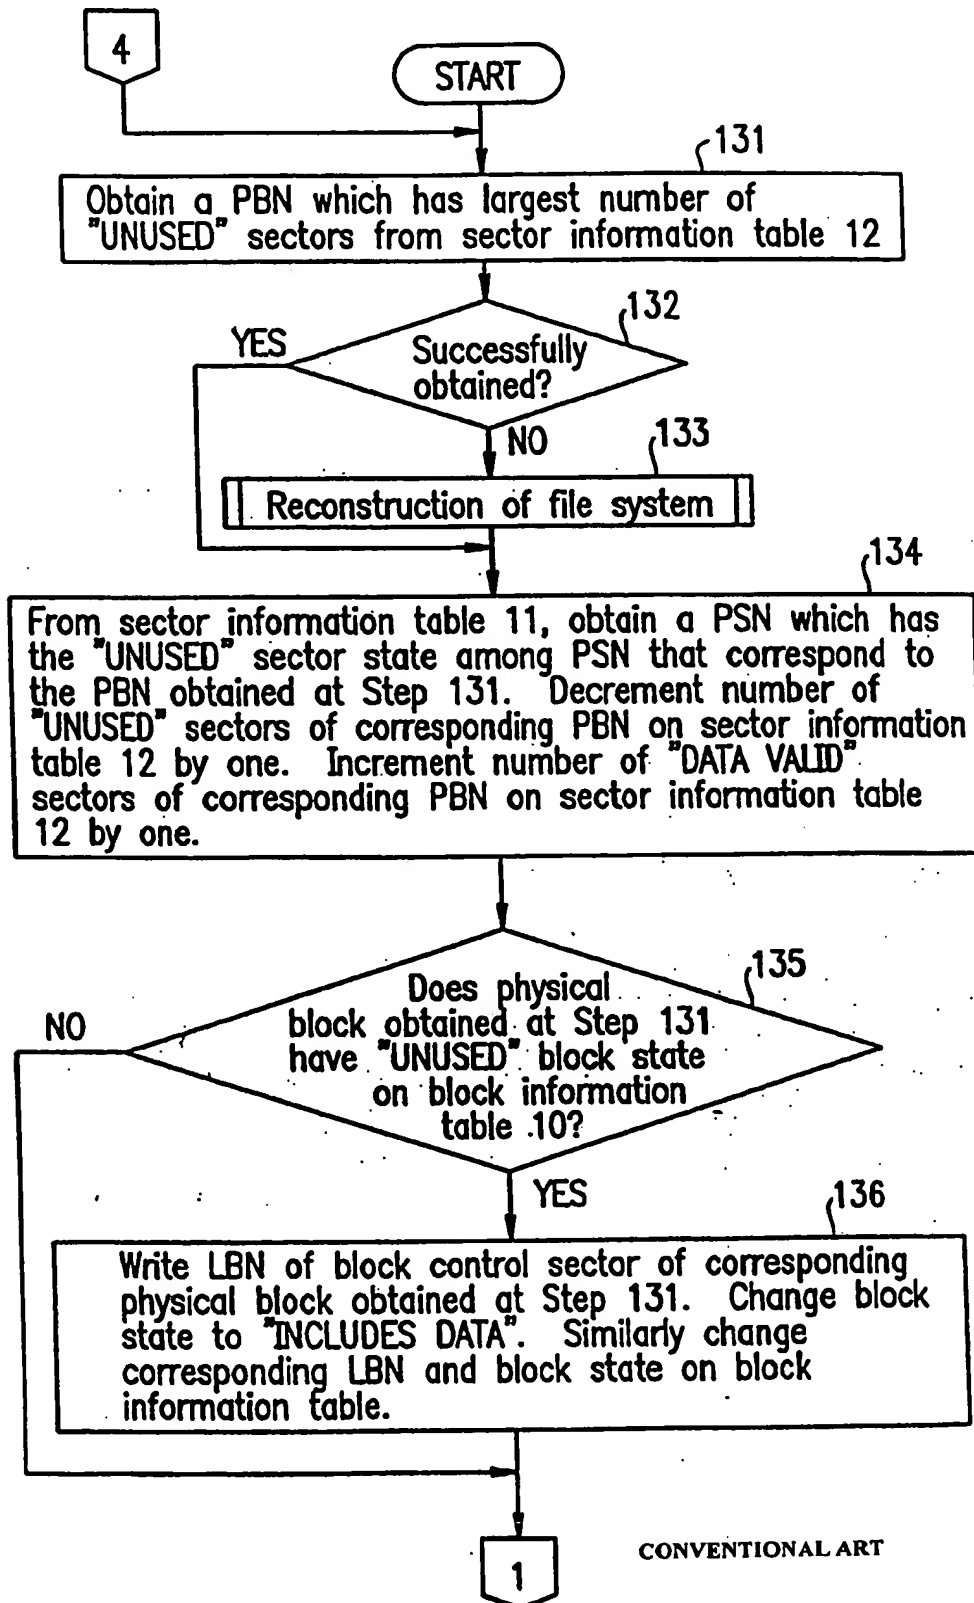 4
START
131
Obtain a PBN which has largest number of
"UNUSED" sectors from sector information table 12
132
YES
Successfully
obtained?
NO
133
Reconstruction of file system
134
From sector information table 11, obtain a PSN which has
the "UNUSED" sector state among PSN that correspond to
the PBN obtained at Step 131. Decrement number of
"UNUSED" sectors of corresponding PBN on sector information
table 12 by one. Increment number of "DATA VALID"
sectors of corresponding PBN on sector information table
12 by one.
135
NO
Does physical
block obtained at Step 131
have "UNUSED" block state
on block information
table 10?
YES
136
Write LBN of block control sector of corresponding
physical block obtained at Step 131. Change block
state to "INCLUDES DATA". Similarly change
corresponding LBN and block state on block
information table.
1
CONVENTIONAL ART